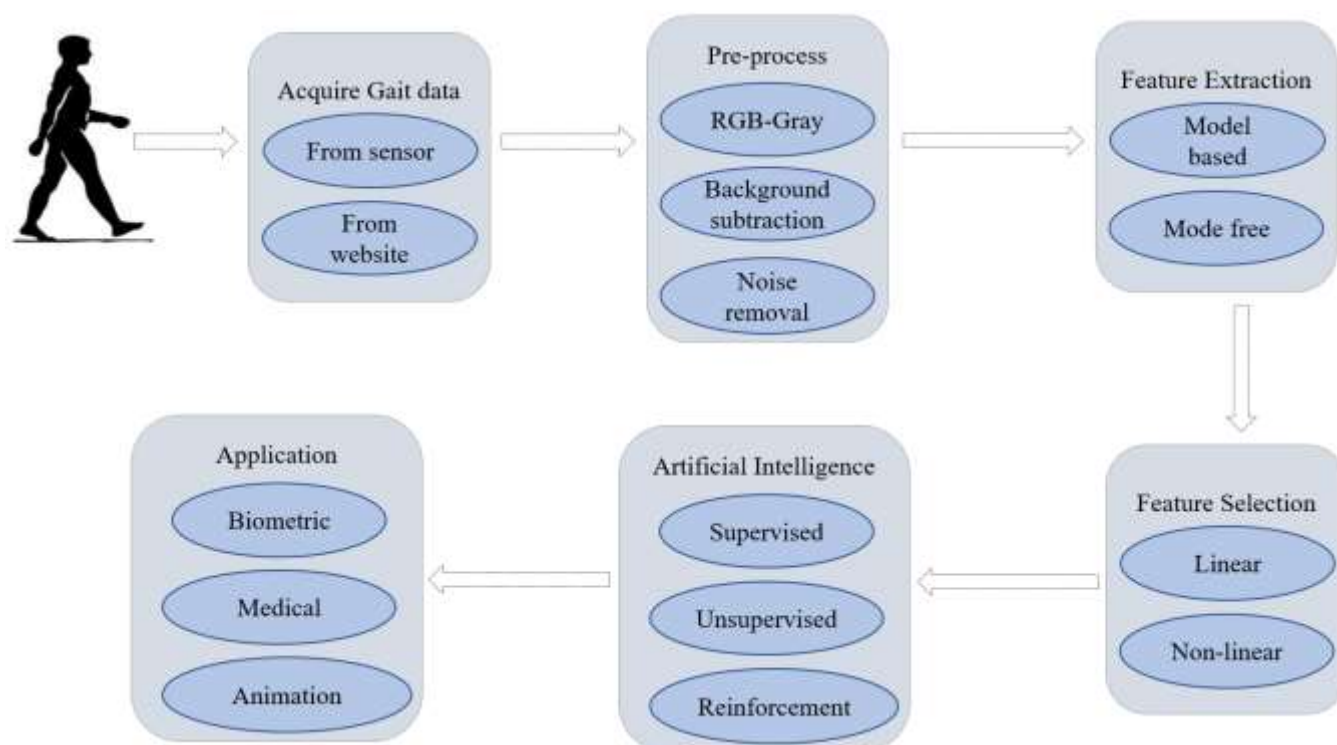 Acquire Gait data
From sensor
From
website
Pre-process
RGB-Gray
Background
subtraction
Noise
removal
Feature Extraction
Model
based
Mode free
Feature Selection
Linear
Non-linear
Artificial Intelligence
Supervised
Unsupervised
Reinforcement
Application
Biometric
Medical
Animation